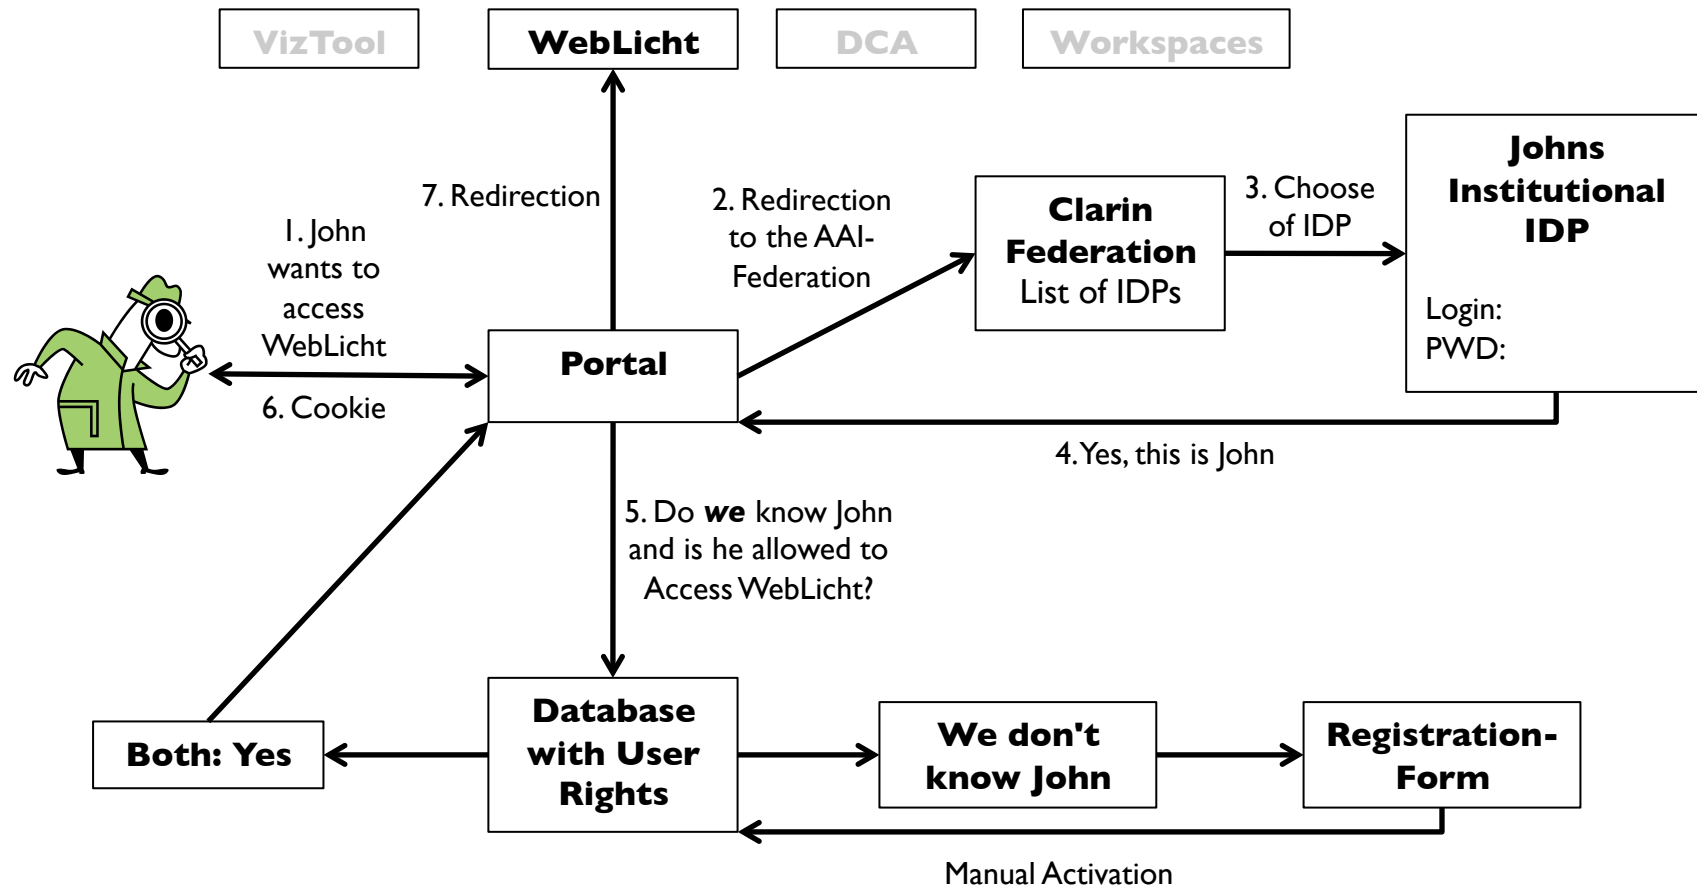 VizTool
WebLicht
DCA
Workspaces
Johns
Institutional
IDP
Login:
PWD:
7. Redirection
2. Redirection
to the AAI-
Federation
Clarin
Federation
List of IDPs
3. Choose
of IDP
1. John
wants to
access
WebLicht
6. Cookie
Portal
4. Yes, this is John
5. Do we know John
and is he allowed to
Access WebLicht?
Both: Yes
Database
with User
Rights
We don't
know John
Registration-
Form
Manual Activation